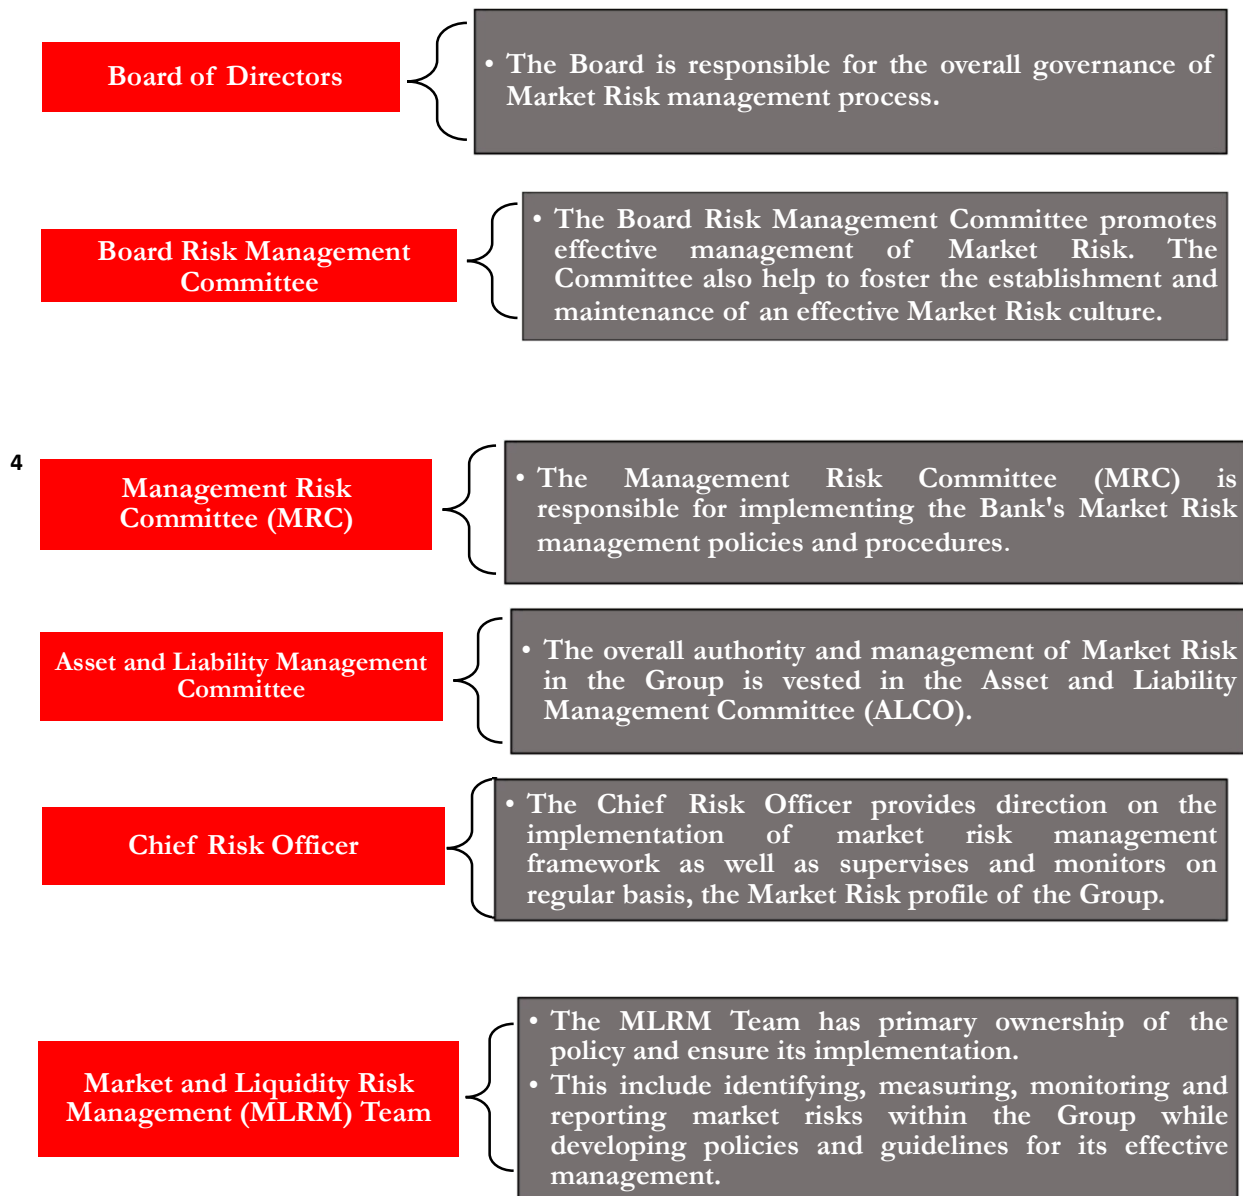 Board of Directors
• The Board is responsible for the overall governance of
Market Risk management process.
Board Risk Management
Committee
• The Board Risk Management Committee promotes
effective management of Market Risk. The
Committee also help to foster the establishment and
maintenance of an effective Market Risk culture.
4
Management Risk
Committee (MRC)
• The Management Risk Committee (MRC) is
responsible for implementing the Bank's Market Risk
management policies and procedures.
Asset and Liability Management
Committee
• The overall authority and management of Market Risk
in the Group is vested in the Asset and Liability
Management Committee (ALCO).
Chief Risk Officer
• The Chief Risk Officer provides direction on the
implementation of market risk management
framework as well as supervises and monitors on
regular basis, the Market Risk profile of the Group.
Market and Liquidity Risk
Management (MLRM) Team
• The MLRM Team has primary ownership of the
policy and ensure its implementation.
• This include identifying, measuring, monitoring and
reporting market risks within the Group while
developing policies and guidelines for its effective
management.